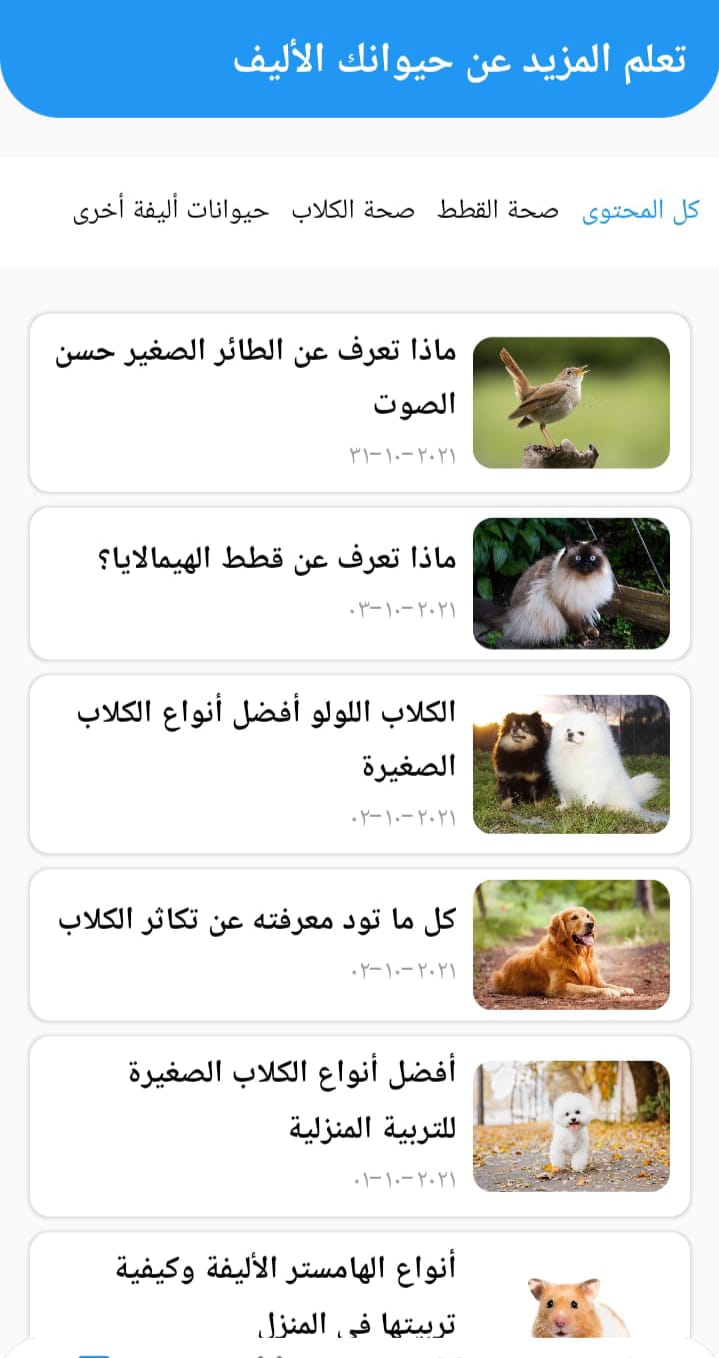 تعلم المزيد عن حيوانك الأليف
كل المحتوى صحة القطط صحة الكلاب حيوانات أليفة أخرى
ماذا تعرف عن الطائر الصغير حسن
الصوت
٢٠٢١-١٠-٣١
ماذا تعرف عن قطط الهيمالايا؟
٢٠٢١-١٠-٠٣
الكلاب اللولو أفضل أنواع الكلاب
الصغيرة
٢٠٢١-١٠-٠٢
كل ما تود معرفته عن تكاثر الكلاب
٢٠٢١-١٠-٠٢
أفضل أنواع الكلاب الصغيرة
للتربية المنزلية
٢٠٢١-١٠-٠١
أنواع الهامستر الأليفة وكيفية
تربيتها في المنزل